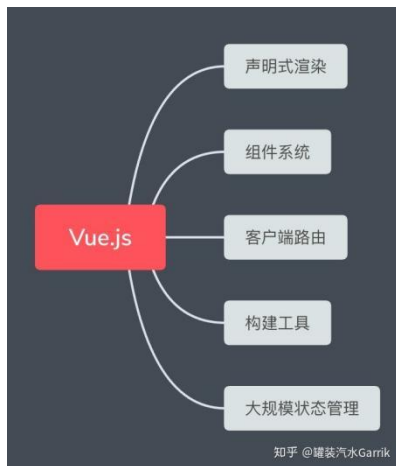 声明式渲染
组件系统
Vue.js
客户端路由
构建工具
大规模状态管理
知乎 @罐装汽水Garrik